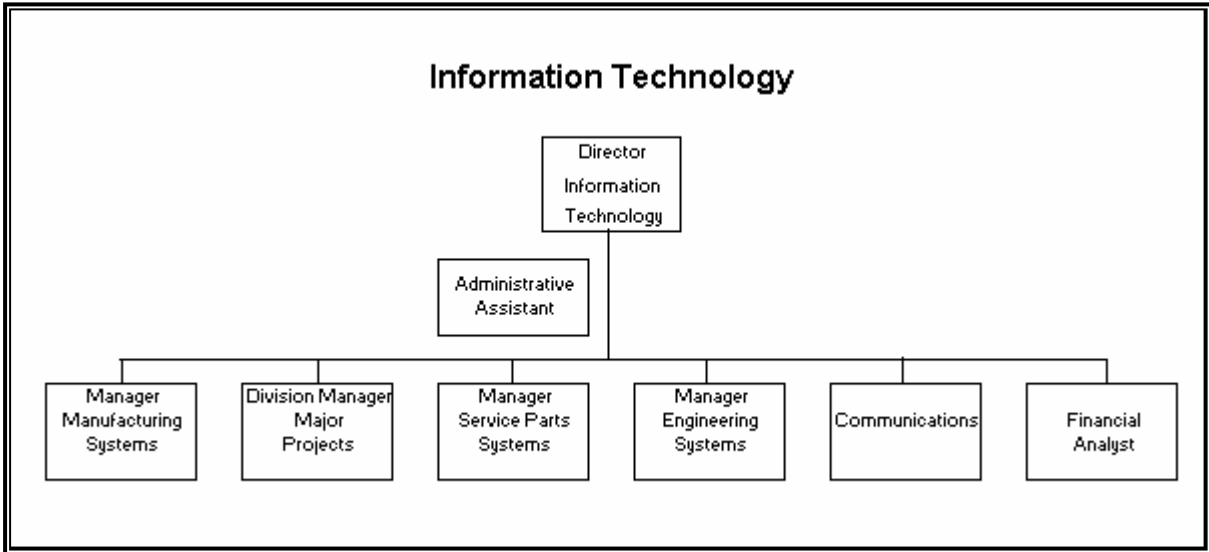 Information Technology
Director
Information
Technology
Administrative
Assistant
Manager
Manufacturing
Systems
Division Manager
Major
Projects
Manager
Service Parts
Systems
Manager
Engineering
Systems
Communications
Financial
Analyst